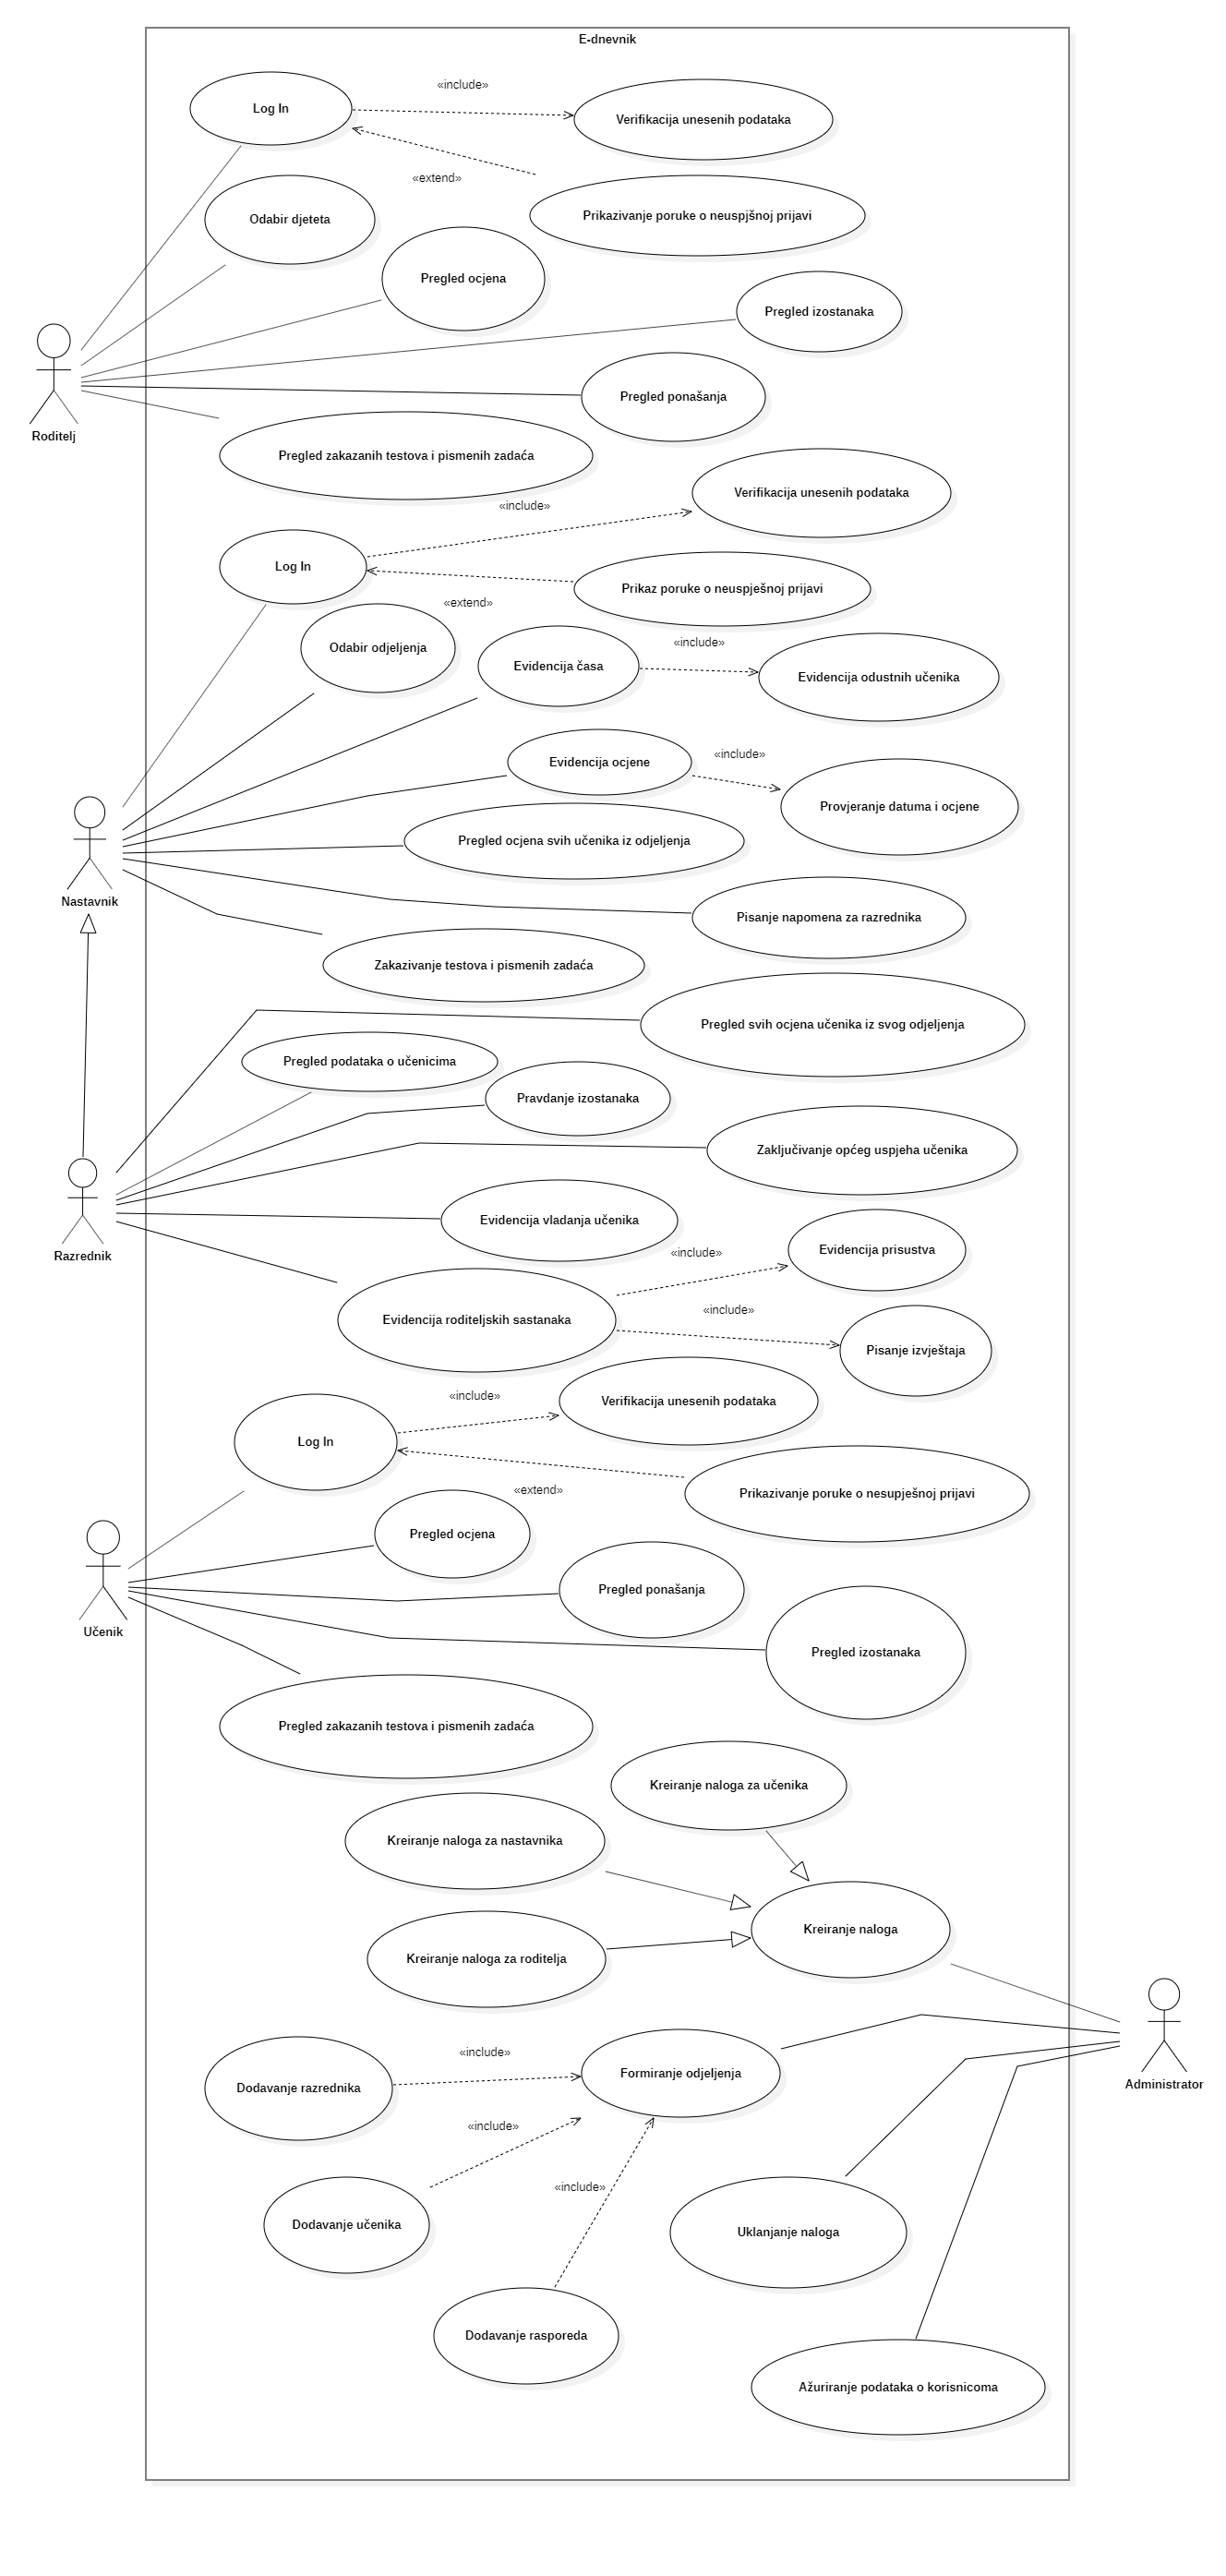 E-dnevnik
«include»
Log In
Verifikacija unesenih podataka
«extend»
Prikazivanje poruke o neuspjšnoj prijavi
Odabir djeteta
Pregled ocjena
Pregled izostanaka
Pregled ponašanja
Roditelj
Pregled zakazanih testova i pismenih zadaća
Verifikacija unesenih podataka
«include»
Log In
Prikaz poruke o neuspješnoj prijavi
«extend»
Odabir odjeljenja
«include»
Evidencija časa
Evidencija odustnih učenika
«include»
Evidencija ocjene
Provjeranje datuma i ocjene
Pregled ocjena svih učenika iz odjeljenja
Nastavnik
Pisanje napomena za razrednika
Zakazivanje testova i pismenih zadaća
Pregled svih ocjena učenika iz svog odjeljenja
Pregled podataka o učenicima
Pravdanje izostanaka
Zaključivanje općeg uspjeha učenika
Evidencija vladanja učenika
Razrednik
«include»
Evidencija prisustva
«include»
Evidencija roditeljskih sastanaka
Pisanje izvještaja
«include»
Verifikacija unesenih podataka
Log In
«extend»
Prikazivanje poruke o nesupješnoj prijavi
Pregled ocjena
Pregled ponašanja
Učenik
Pregled izostanaka
Pregled zakazanih testova i pismenih zadaća
Kreiranje naloga za učenika
Kreiranje naloga za nastavnika
Kreiranje naloga
Kreiranje naloga za roditelja
«include»
Formiranje odjeljenja
Dodavanje razrednika
Administrator
«include»
«include»
Dodavanje učenika
Uklanjanje naloga
Dodavanje rasporeda
Ažuriranje podataka o korisnicoma